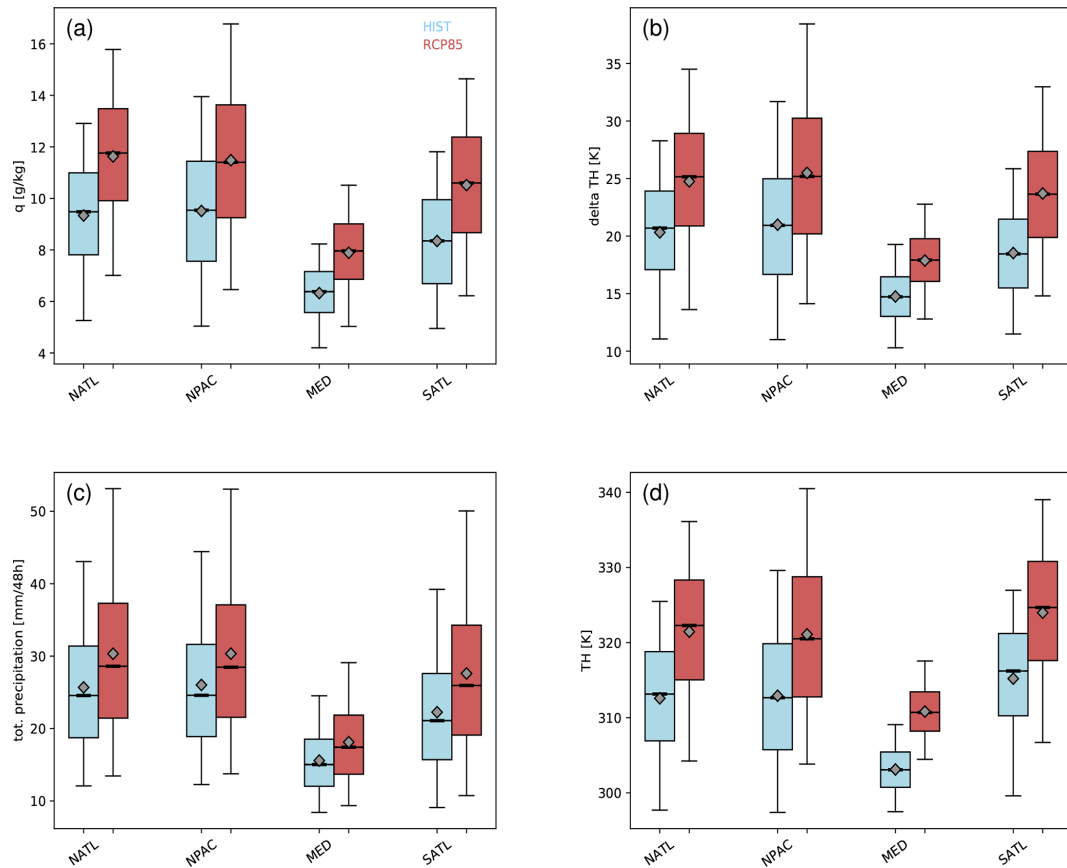 (a)
HIST
RCP85
q [g/kg]
16
14
12
10
8
6
4
NATL
NPAC
MED
SATL
(b)
delta TH [K]
35
30
25
20
15
10
NATL
NPAC
MED
SATL
(c)
tot. precipitation [mm/48h]
50
40
30
20
10
NATL
NPAC
MED
SATL
(d)
TH [K]
340
330
320
310
300
NATL
NPAC
MED
SATL